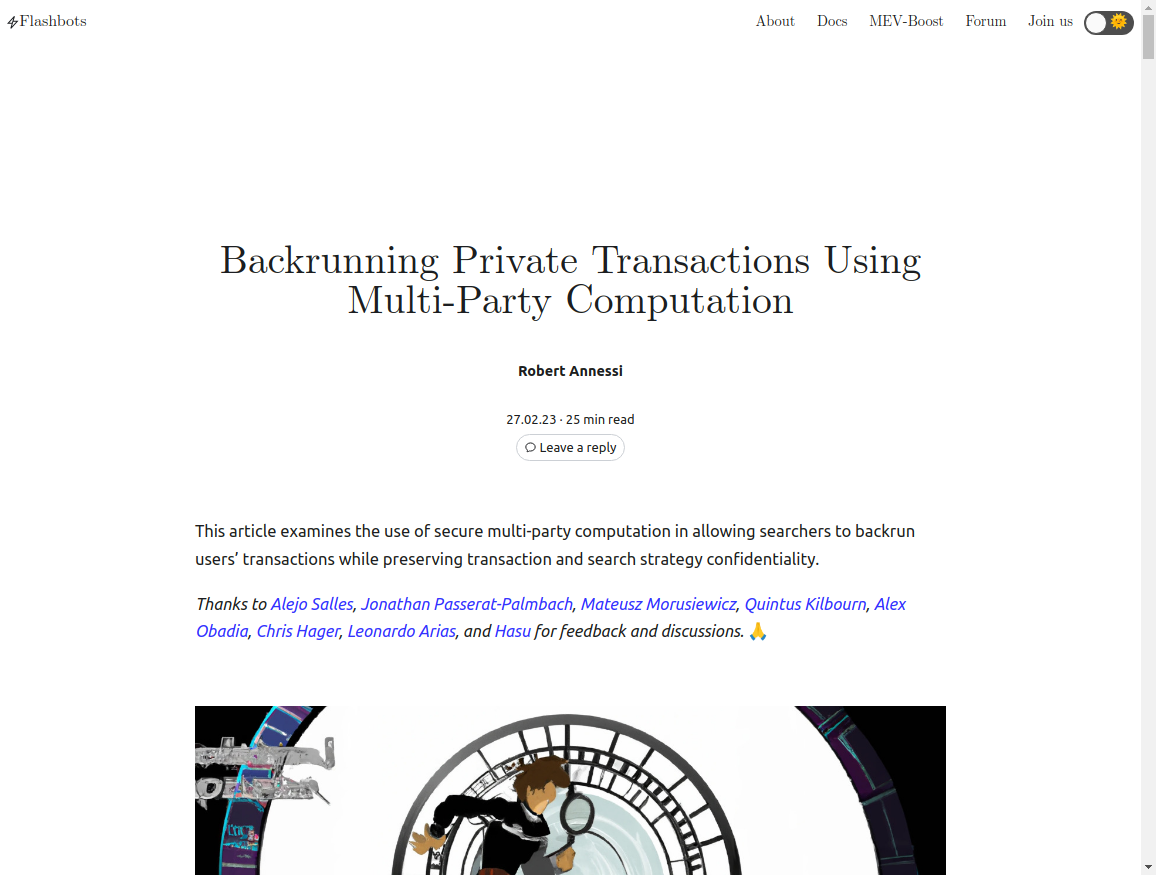 Flashbots
About Docs MEV-Boost Forum Join us
Backrunning Private Transactions Using
Multi-Party Computation
Robert Annessi
27.02.23 · 25 min read
Leave a reply
This article examines the use of secure multi-party computation in allowing searchers to backrun
users’ transactions while preserving transaction and search strategy confidentiality.
Thanks to Alejo Salles, Jonathan Passerat-Palmbach, Mateusz Morusiewicz, Quintus Kilbourn, Alex
Obadia, Chris Hager, Leonardo Arias, and Hasu for feedback and discussions. 🙏